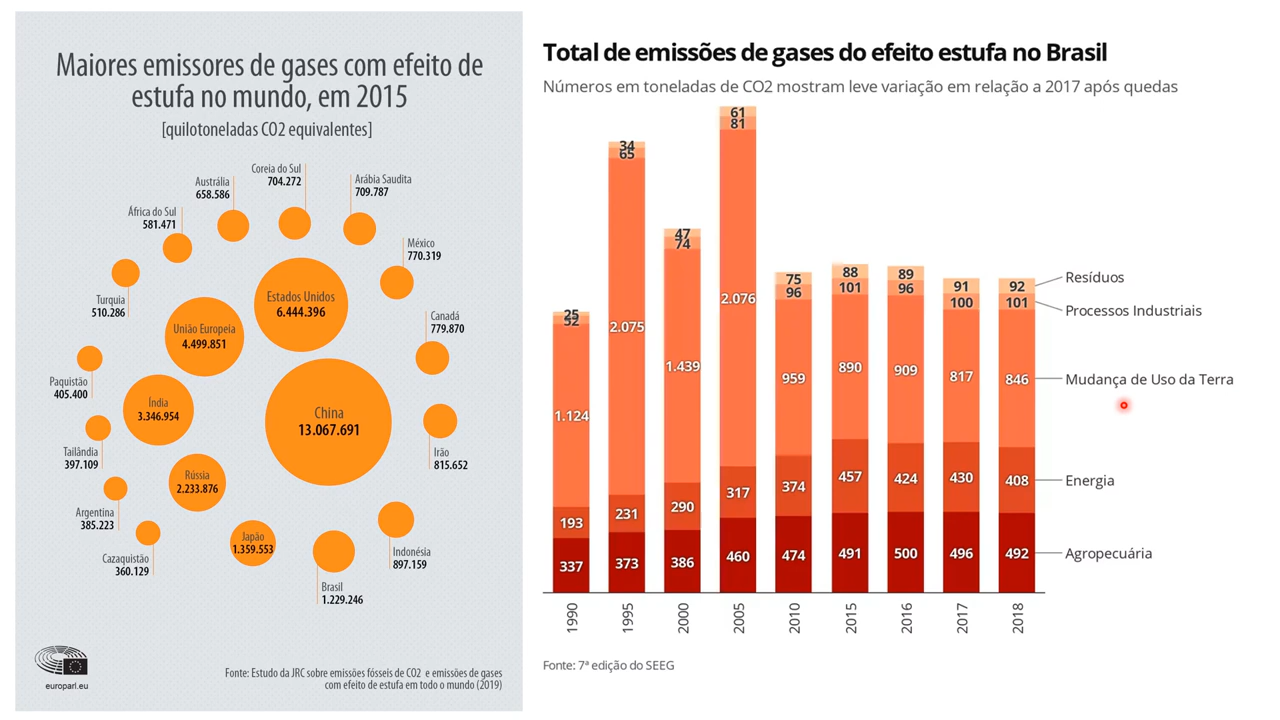 Maiores emissores de gases com efeito de
estufa no mundo, em 2015
[quilotoneladas CO2 equivalentes]
Coreia do Sul
704.272
Arábia Saudita
709.787
Austrália
658.586
África do Sul
581.471
México
770.319
Turquia
510.286
Estados Unidos
6.444.396
Canadá
779.870
União Europeia
4.499.851
Paquistão
405.400
Índia
3.346.954
China
13.067.691
Tailândia
397.109
Irão
815.652
Rússia
2.233.876
Argentina
385.223
Cazaquistão
360.129
Japão
1.359.553
Brasil
1.229.246
Indonésia
897.159
europarl.eu
Fonte: Estudo da JRC sobre emissões fósseis de CO2 e emissões de gases
com efeito de estufa em todo o mundo (2019)
Total de emissões de gases do efeito estufa no Brasil
Números em toneladas de CO2 mostram leve variação em relação a 2017 após quedas
25
52
1.124
193
337
34
65
2.075
231
373
47
74
1.439
290
386
61
81
2.076
317
460
75
96
959
374
474
88
101
890
457
491
89
96
909
424
500
91
100
817
430
496
92
101
846
408
492
Resíduos
Processos Industriais
Mudança de Uso da Terra
Energia
Agropecuária
1990
1995
2000
2005
2010
2015
2016
2017
2018
Fonte: 7ª edição do SEEG